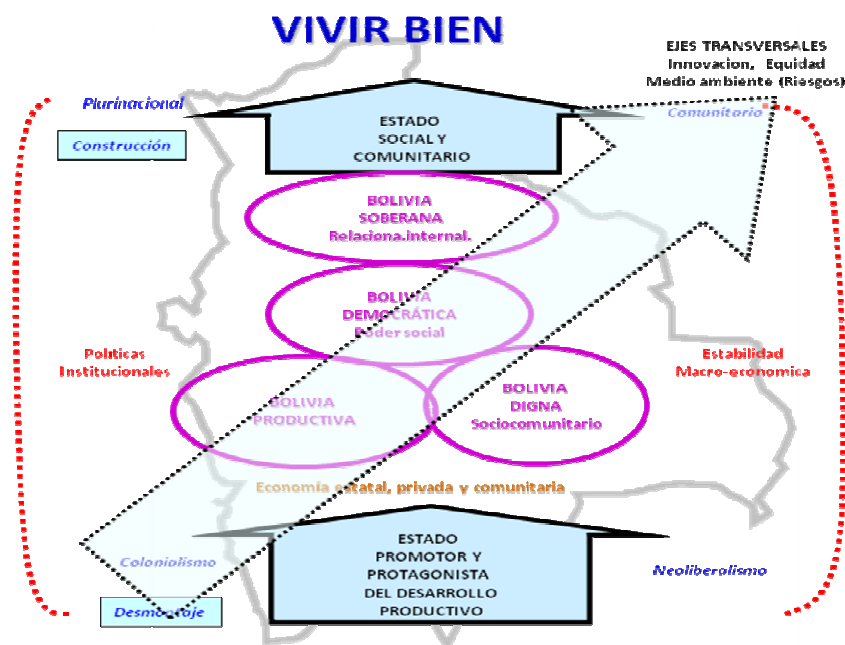 VIVIR BIEN
EJES TRANSVERSALES
Innovacion, Equidad
Medio ambiente (Riesgos)
Plurinacional
Comunitario
Construcción
ESTADO
SOCIAL Y
COMUNITARIO
BOLIVIA
SOBERANA
Relaciona.internal.
BOLIVIA
DEMOCRÁTICA
Poder social
Políticas
Institucionales
Estabilidad
Macro-economica
BOLIVIA
PRODUCTIVA
BOLIVIA
DIGNA
Sociocomunitario
Economía estatal, privada y comunitaria
ESTADO
PROMOTOR Y
PROTAGONISTA
DEL DESARROLLO
PRODUCTIVO
Colonialismo
Neoliberalismo
Desmontaje